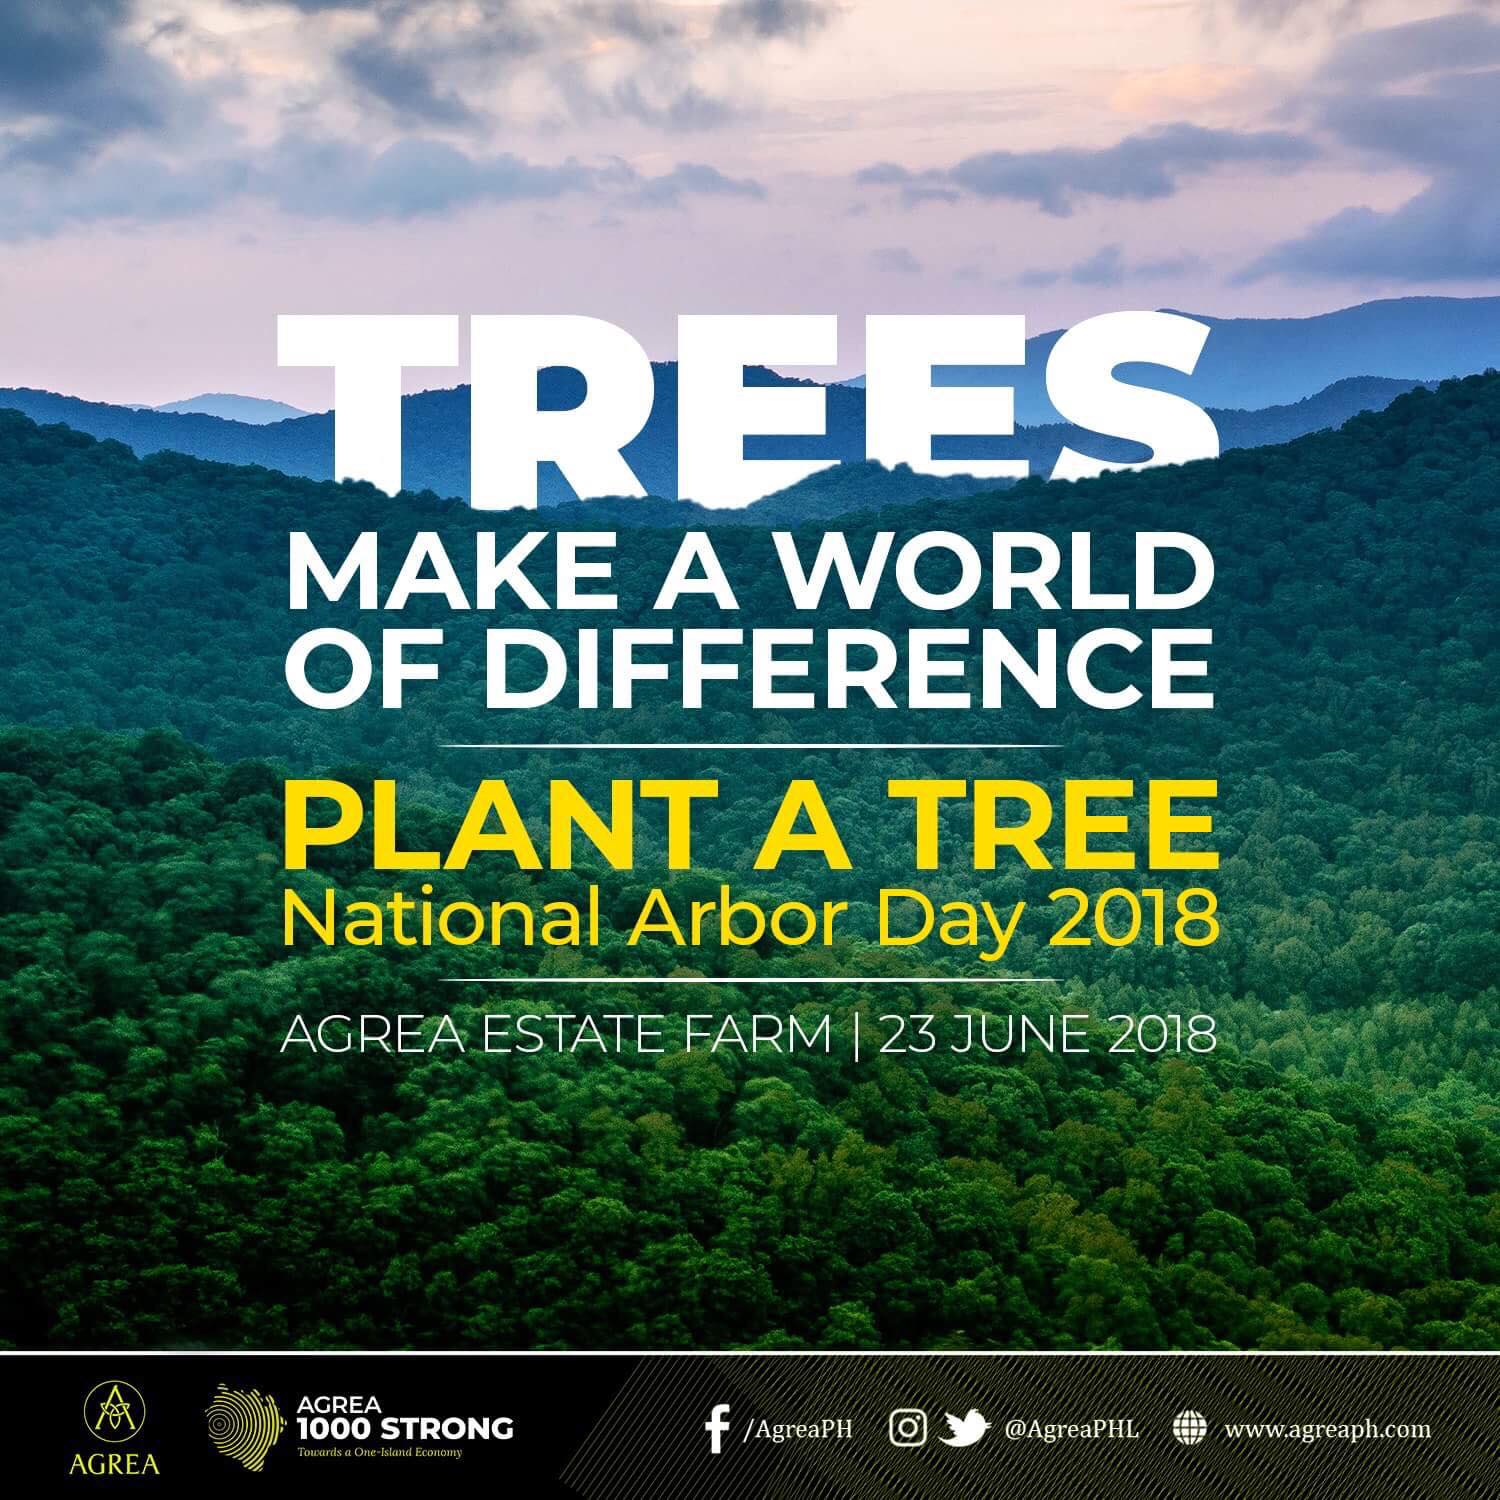 TREES
MAKE A WORLD
OF DIFFERENCE
PLANT A TREE
National Arbor Day 2018
AGREA ESTATE FARM | 23 JUNE 2018
AGREA
AGREA
1000 STRONG
Towards a One-Island Economy
/AgreaPH
@AgreaPHL
www.agreaph.com